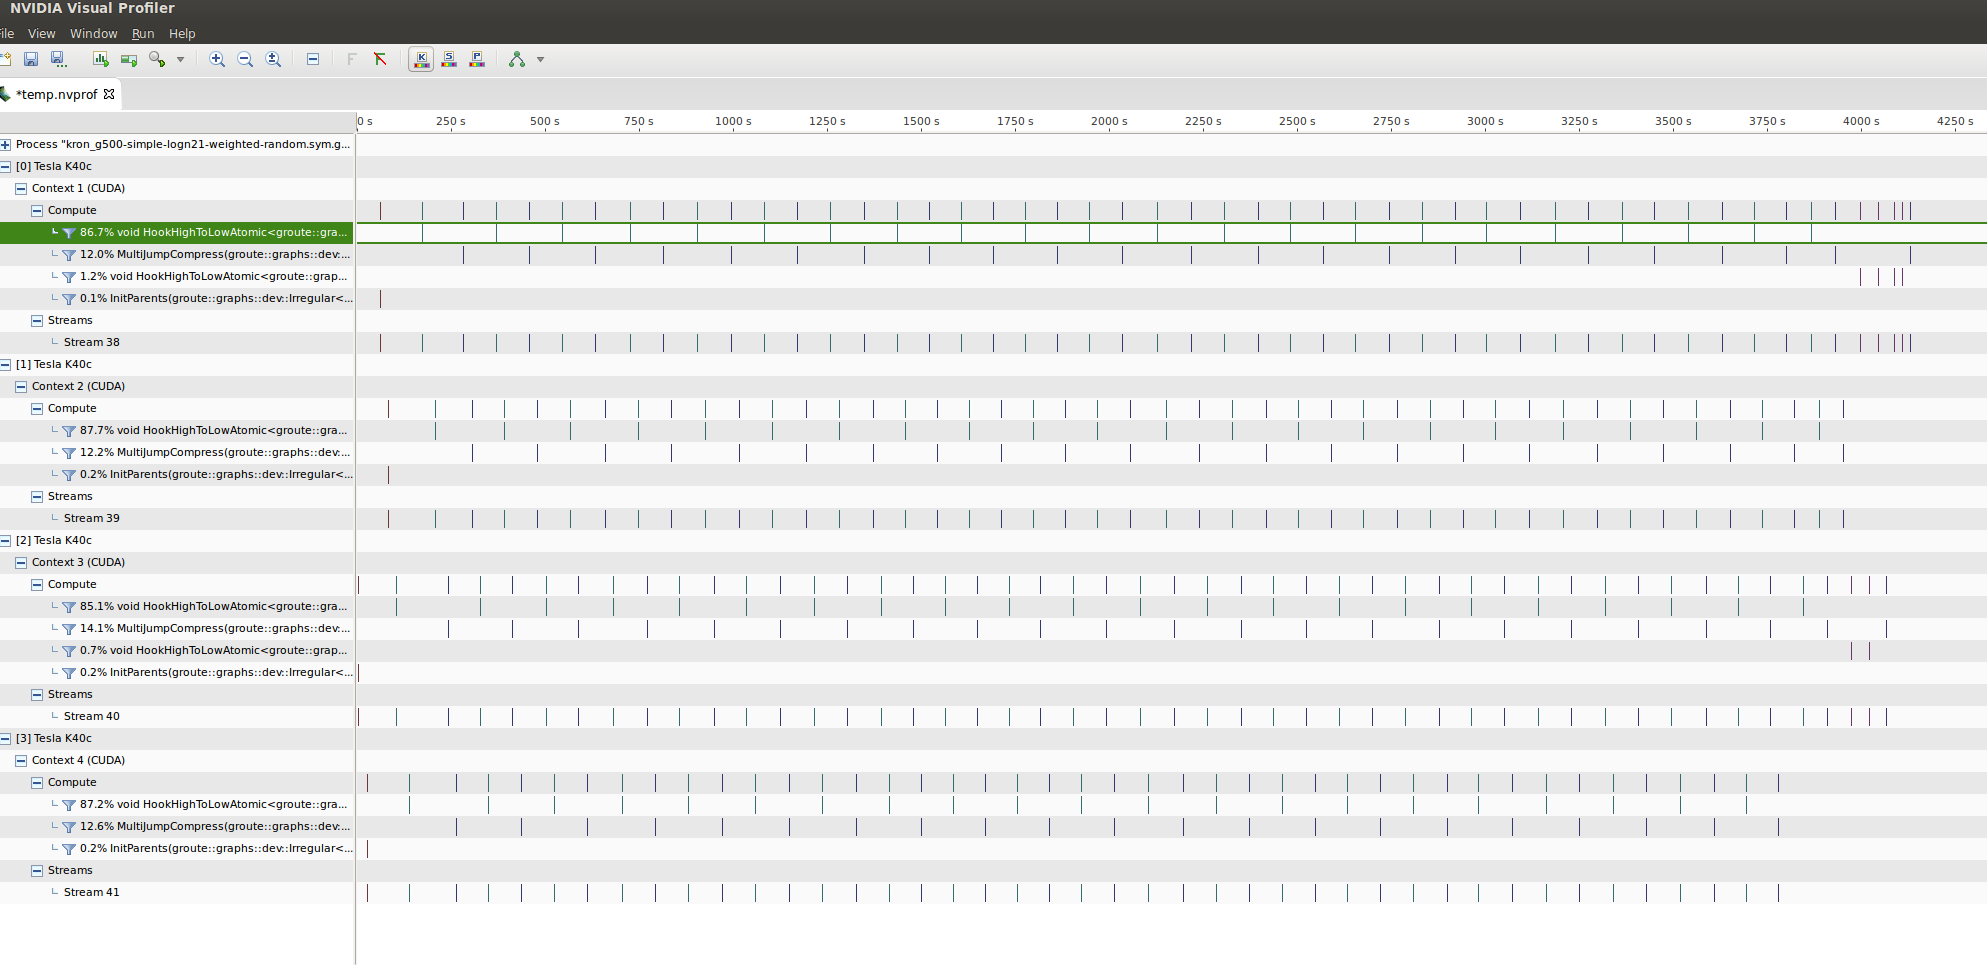 NVIDIA Visual Profiler
File View Window Run Help
*temp.nvprof
0 s 250 s 500 s 750 s 1000 s 1250 s 1500 s 1750 s 2000 s 2250 s 2500 s 2750 s 3000 s 3250 s 3500 s 3750 s 4000 s 4250 s
Process "kron_g500-simple-logn21-weighted-random.sym.g...
[0] Tesla K40c
Context 1 (CUDA)
Compute
86.7% void HookHighToLowAtomic<groute::gra...
12.0% MultiJumpCompress(groute::graphs::dev:...
1.2% void HookHighToLowAtomic<groute::grap...
0.1% InitParents(groute::graphs::dev::Irregular<...
Streams
Stream 38
[1] Tesla K40c
Context 2 (CUDA)
Compute
87.7% void HookHighToLowAtomic<groute::gra...
12.2% MultiJumpCompress(groute::graphs::dev:...
0.2% InitParents(groute::graphs::dev::Irregular<...
Streams
Stream 39
[2] Tesla K40c
Context 3 (CUDA)
Compute
85.1% void HookHighToLowAtomic<groute::gra...
14.1% MultiJumpCompress(groute::graphs::dev:...
0.7% void HookHighToLowAtomic<groute::grap...
0.2% InitParents(groute::graphs::dev::Irregular<...
Streams
Stream 40
[3] Tesla K40c
Context 4 (CUDA)
Compute
87.2% void HookHighToLowAtomic<groute::gra...
12.6% MultiJumpCompress(groute::graphs::dev:...
0.2% InitParents(groute::graphs::dev::Irregular<...
Streams
Stream 41